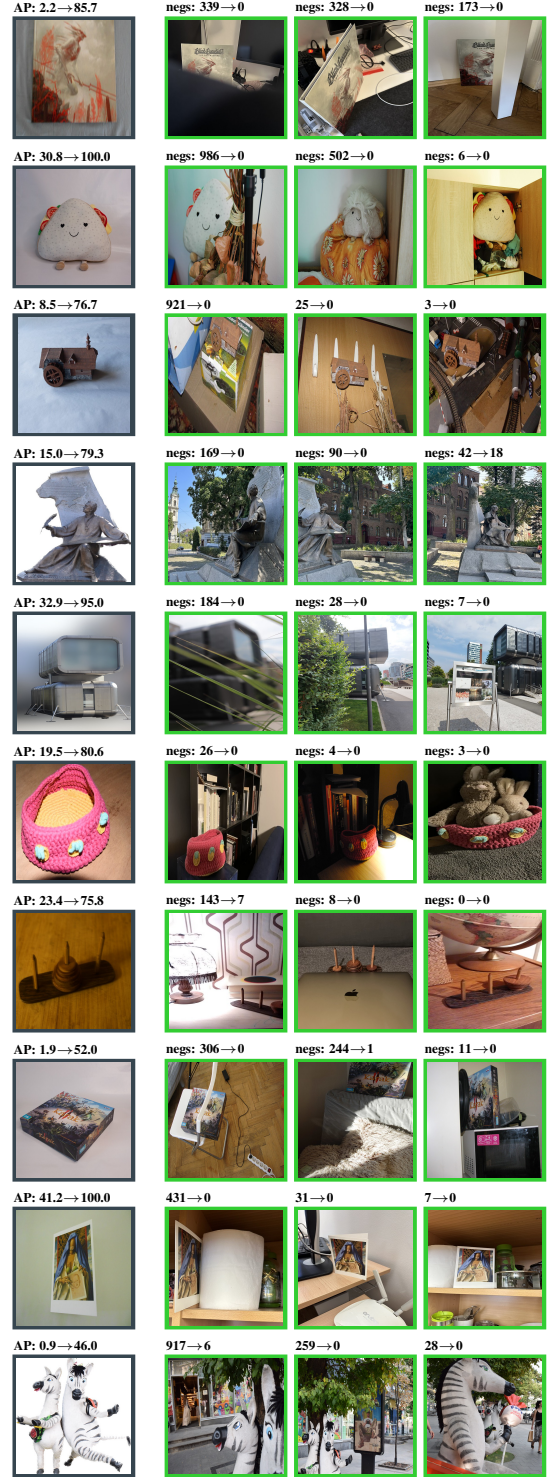 AP: 2.2→85.7 negs: 339→0 negs: 328→0 negs: 173→0
AP: 30.8→100.0 negs: 986→0 negs: 502→0 negs: 6→0
AP: 8.5→76.7 921→0 25→0 3→0
AP: 15.0→79.3 negs: 169→0 negs: 90→0 negs: 42→18
AP: 32.9→95.0 negs: 184→0 negs: 28→0 negs: 7→0
AP: 19.5→80.6 negs: 26→0 negs: 4→0 negs: 3→0
AP: 23.4→75.8 negs: 143→7 negs: 8→0 negs: 0→0
AP: 1.9→52.0 negs: 306→0 negs: 244→1 negs: 11→0
AP: 41.2→100.0 431→0 31→0 7→0
AP: 0.9→46.0 917→6 259→0 28→0